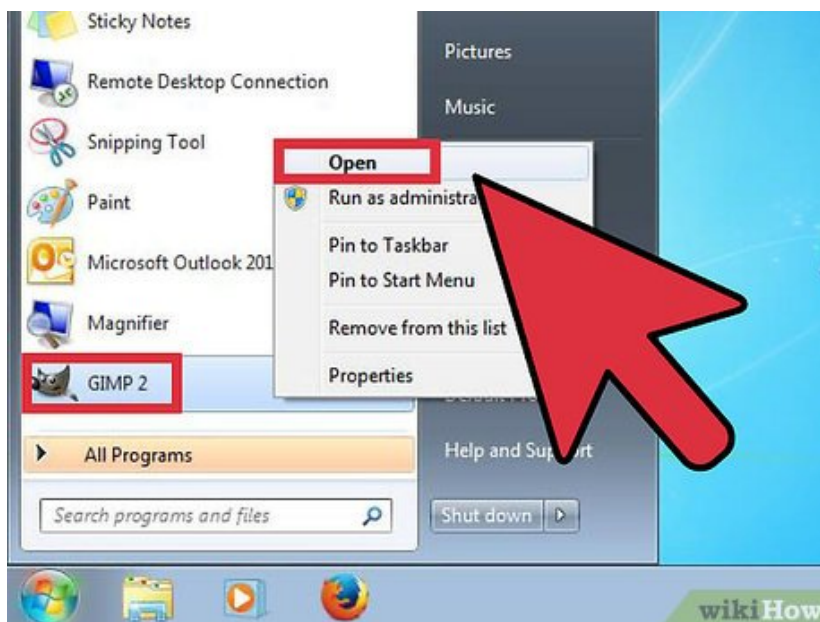 Sticky Notes
Remote Desktop Connection
Snipping Tool
Paint
Microsoft Outlook 201
Magnifier
GIMP 2
All Programs
Search programs and files
Pictures
Music
Open
Run as administra
Pin to Taskbar
Pin to Start Menu
Remove from this list
Properties
Help and Sup rt
Shut down
wikiHow